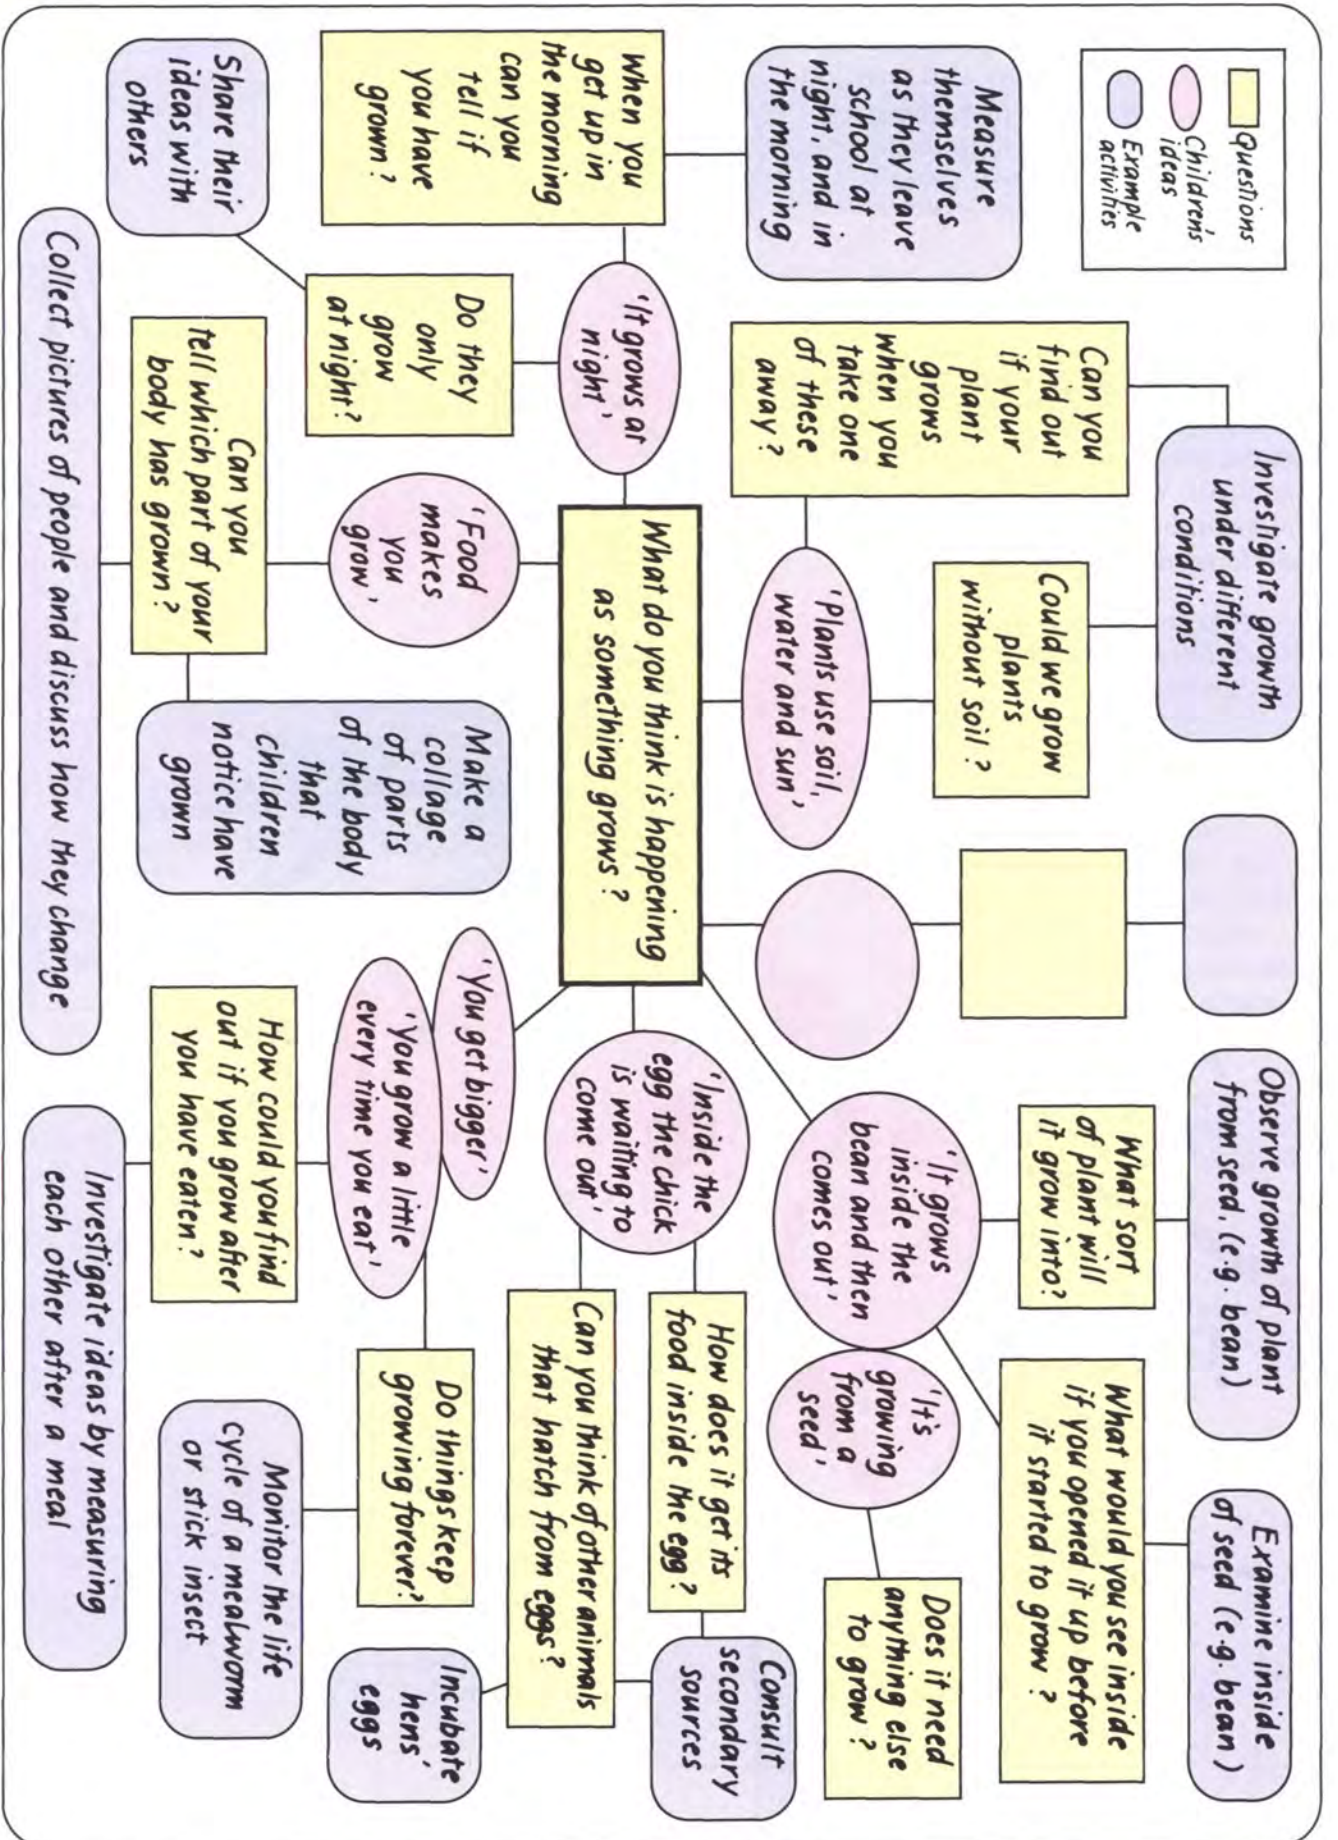 Questions
Children's
ideas
Example
activities
Measure
themselves
as they leave
school at
night, and in
the morning
When you
get up in
the morning
can you
tell if
you have
grown?
Share their
ideas with
others
'It grows at
night'
Do they
only
grow
at night?
Investigate growth
under different
conditions
Can you
find out
if your
plant
grows
when you
take one
of these
away?
Could we grow
plants
without soil?
'Plants use soil,
water and sun'
What do you think is happening
as something grows?
'Food
makes
you
grow'
Can you
tell which part of your
body has grown?
Make a
collage
of parts
of the body
that
children
notice have
grown
Collect pictures of people and discuss how they change
Observe growth of plant
from seed. (e.g. bean)
What sort
of plant will
it grow into?
'It grows
inside the
bean and then
comes out'
Examine inside
of seed (e.g. bean)
What would you see inside
if you opened it up before
it started to grow?
'It's
growing
from a
seed'
Does it need
anything else
to grow?
'Inside the
egg the chick
is waiting to
come out'
How does it get its
food inside the egg?
Can you think of other animals
that hatch from eggs?
Consult
secondary
sources
Incubate
hens'
eggs
'You get bigger'
'You grow a little
every time you eat'
How could you find
out if you grow after
you have eaten?
Do things keep
growing forever?
Monitor the life
cycle of a mealworm
or stick insect
Investigate ideas by measuring
each other after a meal